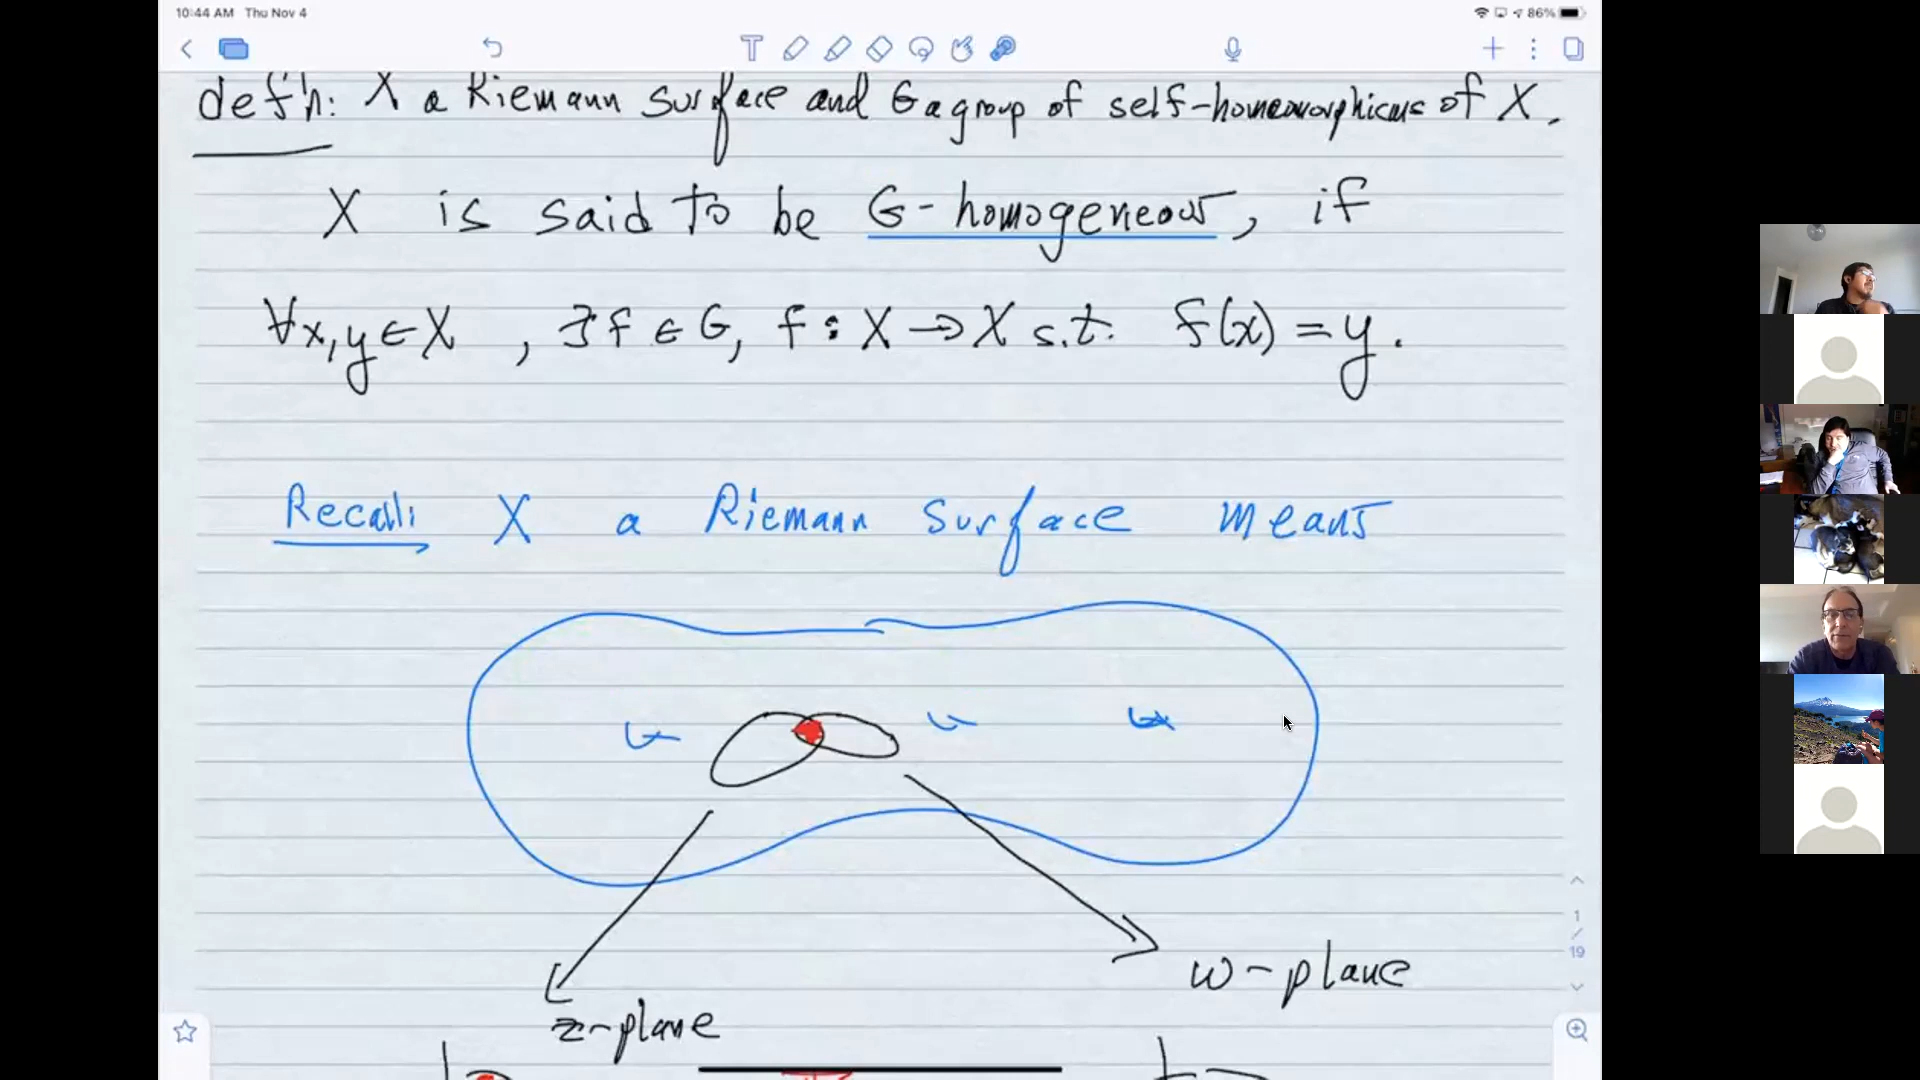 10:44 AM Thu Nov 4
86%
T
def'n: X a Riemann surface and G a group of self-homeomorphisms of X.
X is said to be G-homogeneous, if
∀x,y∈X, ∃f∈G, f:X→X s.t. f(x)=y.
Recall: X a Riemann surface means
w-plane
z-plane
1
/
19